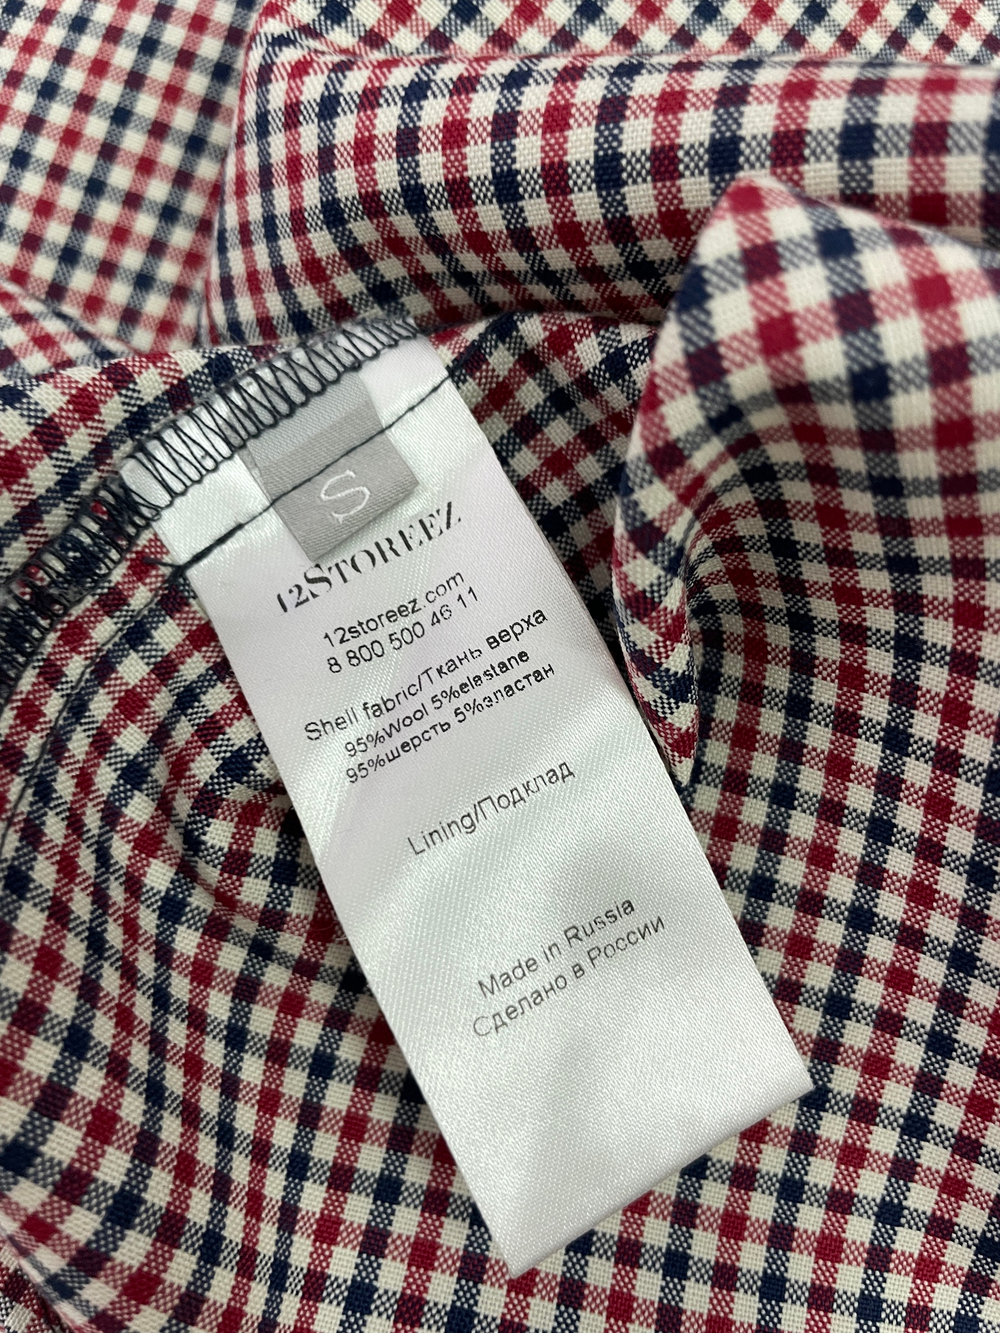 S
12STOREEZ
12storeez.com
8 800 500 46 11
Shell fabric/Ткань верха
95%Wool 5%elastane
95%шерсть 5%эластан
Lining/Подклад
Made in Russia
Сделано в России